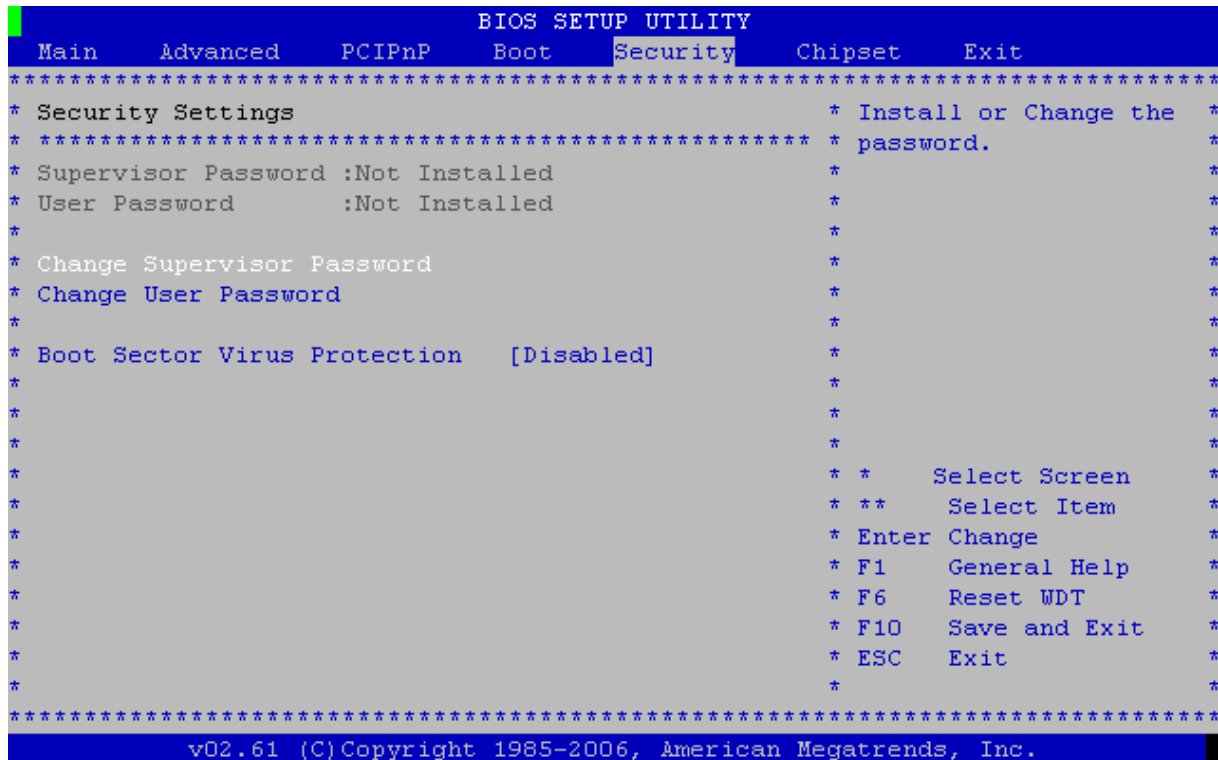 BIOS SETUP UTILITY
Main Advanced PCIPnP Boot Security Chipset Exit
********************************************************************************
* Security Settings * Install or Change the *
* *************************************************** * password. *
* Supervisor Password :Not Installed * *
* User Password :Not Installed * *
* * *
* Change Supervisor Password * *
* Change User Password * *
* * *
* Boot Sector Virus Protection [Disabled] * *
* * *
* * *
* * *
* * * Select Screen *
* * ** Select Item *
* * Enter Change *
* * F1 General Help *
* * F6 Reset WDT *
* * F10 Save and Exit *
* * ESC Exit *
* * *
********************************************************************************
v02.61 (C)Copyright 1985-2006, American Megatrends, Inc.